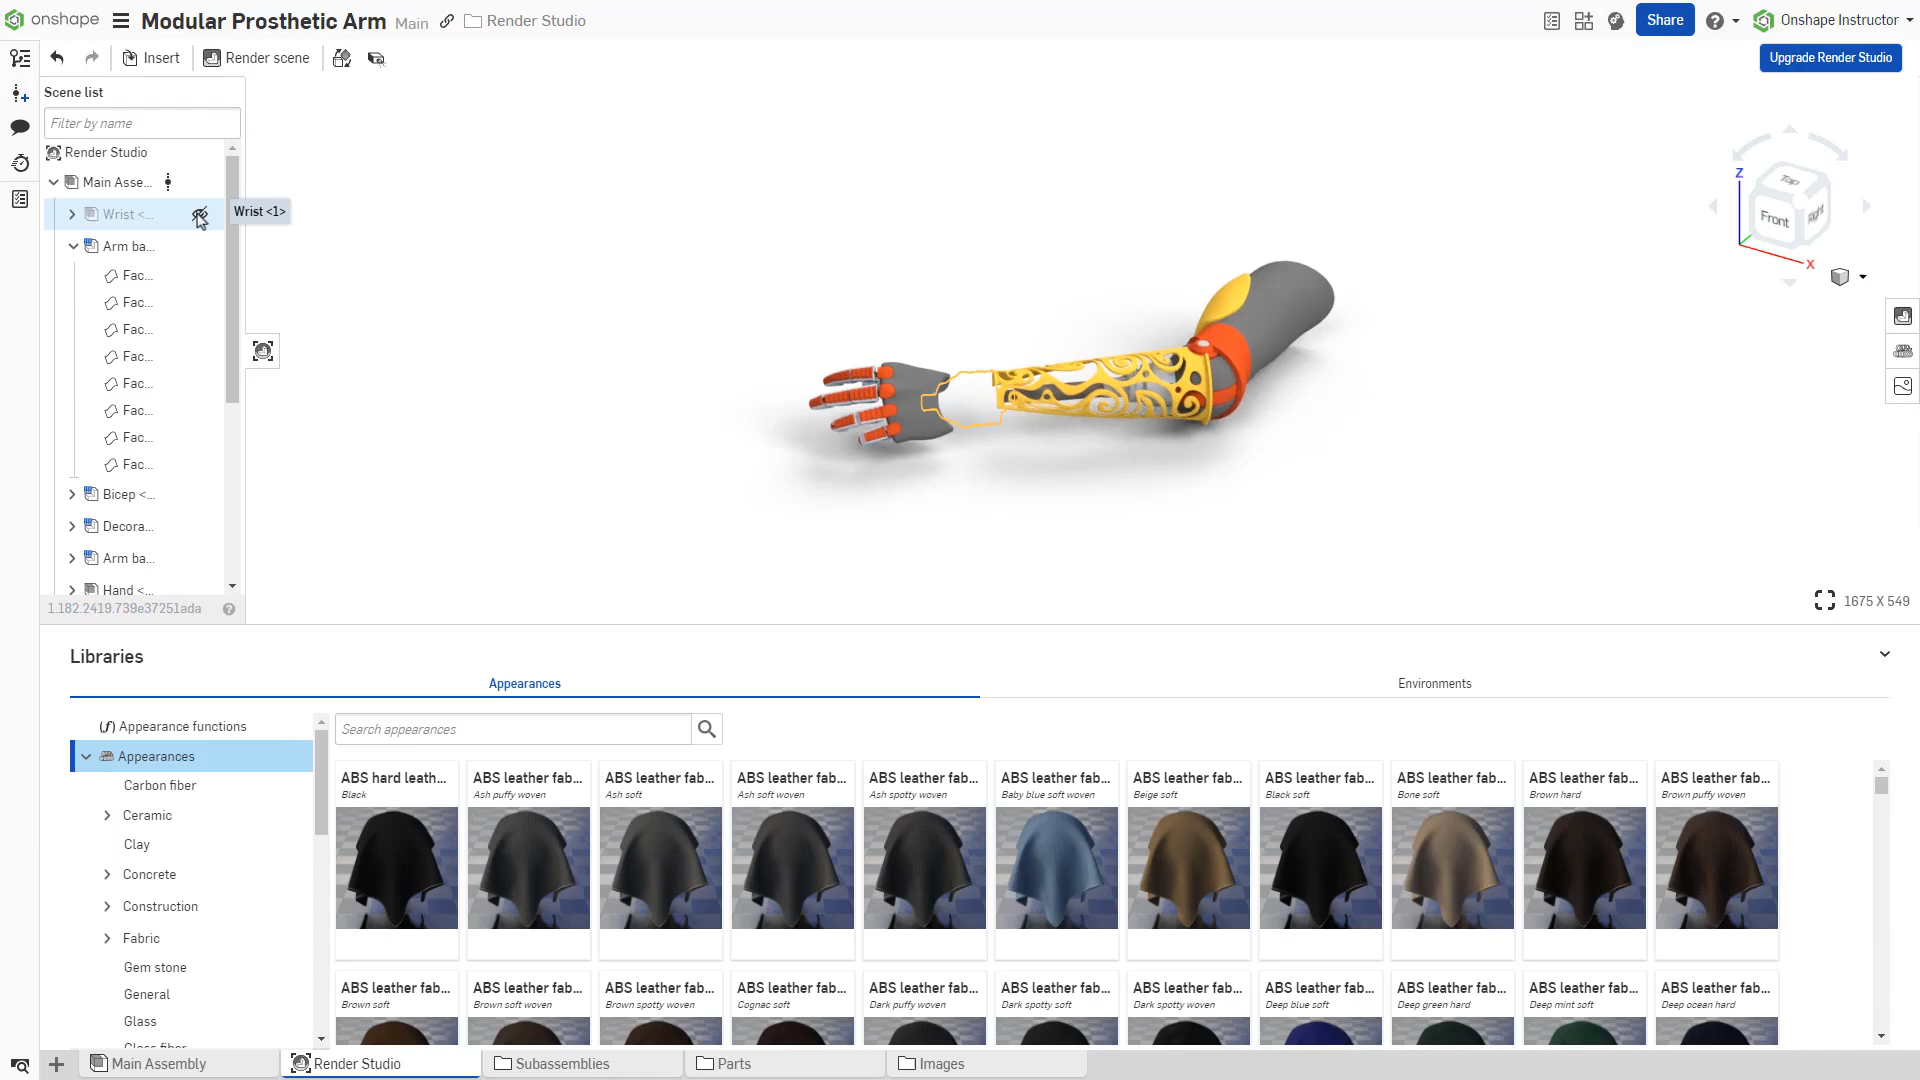 onshape
Modular Prosthetic Arm Main Render Studio
Share
Onshape Instructor
Insert
Render scene
Upgrade Render Studio
Scene list
Filter by name
Render Studio
Main Asse...
Wrist <...
Wrist <1>
Arm ba...
Fac...
Fac...
Fac...
Fac...
Fac...
Fac...
Fac...
Fac...
Bicep <...
Decora...
Arm ba...
Hand <...
1.182.2419.739e37251ada
Z
Top
Front
Right
X
1675 X 549
Libraries
Appearances
Environments
(ƒ) Appearance functions
Appearances
Carbon fiber
Ceramic
Clay
Concrete
Construction
Fabric
Gem stone
General
Glass
Glass fiber
Search appearances
ABS hard leath...
Black
ABS leather fab...
Ash puffy woven
ABS leather fab...
Ash soft
ABS leather fab...
Ash soft woven
ABS leather fab...
Ash spotty woven
ABS leather fab...
Baby blue soft woven
ABS leather fab...
Beige soft
ABS leather fab...
Black soft
ABS leather fab...
Bone soft
ABS leather fab...
Brown hard
ABS leather fab...
Brown puffy woven
ABS leather fab...
Brown soft
ABS leather fab...
Brown soft woven
ABS leather fab...
Brown spotty woven
ABS leather fab...
Cognac soft
ABS leather fab...
Dark puffy woven
ABS leather fab...
Dark spotty soft
ABS leather fab...
Dark spotty woven
ABS leather fab...
Deep blue soft
ABS leather fab...
Deep green hard
ABS leather fab...
Deep mint soft
ABS leather fab...
Deep ocean hard
Main Assembly
Render Studio
Subassemblies
Parts
Images